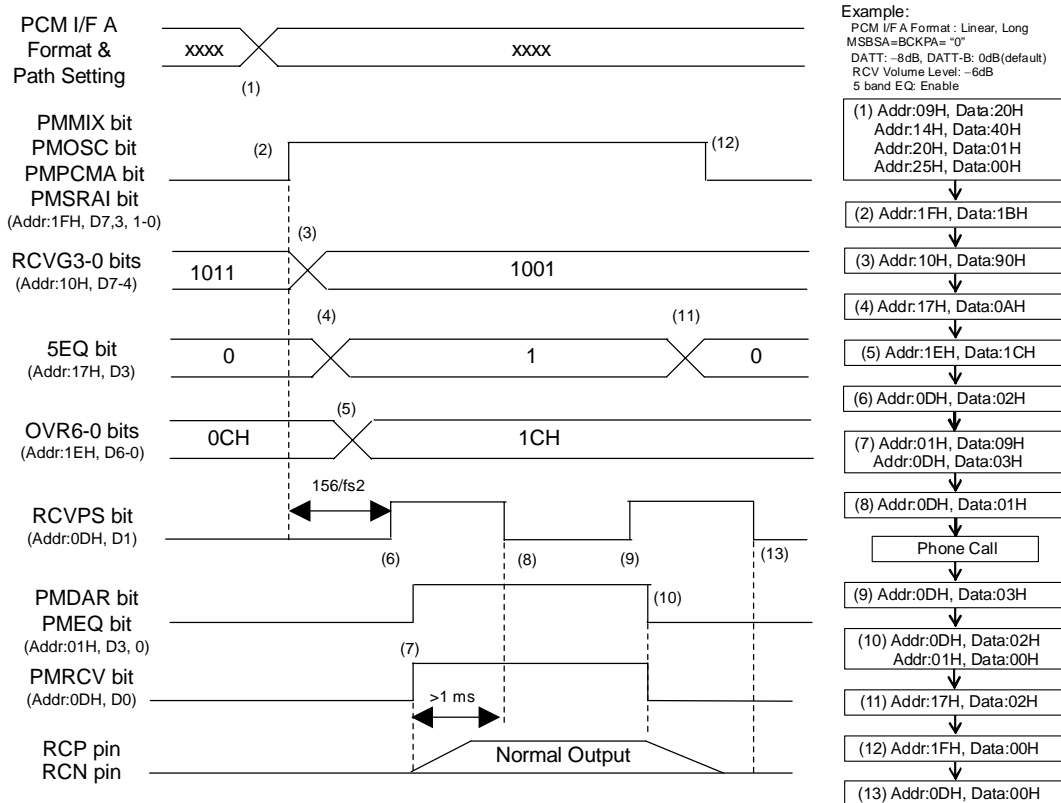 PCM I/F A
Format &
Path Setting
xxxx
xxxx
(1)
PMMIX bit
PMOSC bit
PMPCMA bit
PMSRAI bit
(Addr:1FH, D7,3, 1-0)
(2)
(12)
RCVG3-0 bits
(Addr:10H, D7-4)
1011
(3)
1001
5EQ bit
(Addr:17H, D3)
0
(4)
1
(11)
0
OVR6-0 bits
(Addr:1EH, D6-0)
0CH
(5)
1CH
156/fs2
RCVPS bit
(Addr:0DH, D1)
(6)
(8)
(9)
(13)
PMDAR bit
PMEQ bit
(Addr:01H, D3, 0)
(10)
(7)
PMRCV bit
(Addr:0DH, D0)
>1 ms
RCP pin
RCN pin
Normal Output
Example:
PCM I/F A Format : Linear, Long
MSBSA=BCKPA= “0”
DATT: −8dB, DATT-B: 0dB(default)
RCV Volume Level: −6dB
5 band EQ: Enable
(1) Addr:09H, Data:20H
Addr:14H, Data:40H
Addr:20H, Data:01H
Addr:25H, Data:00H
(2) Addr:1FH, Data:1BH
(3) Addr:10H, Data:90H
(4) Addr:17H, Data:0AH
(5) Addr:1EH, Data:1CH
(6) Addr:0DH, Data:02H
(7) Addr:01H, Data:09H
Addr:0DH, Data:03H
(8) Addr:0DH, Data:01H
Phone Call
(9) Addr:0DH, Data:03H
(10) Addr:0DH, Data:02H
Addr:01H, Data:00H
(11) Addr:17H, Data:02H
(12) Addr:1FH, Data:00H
(13) Addr:0DH, Data:00H